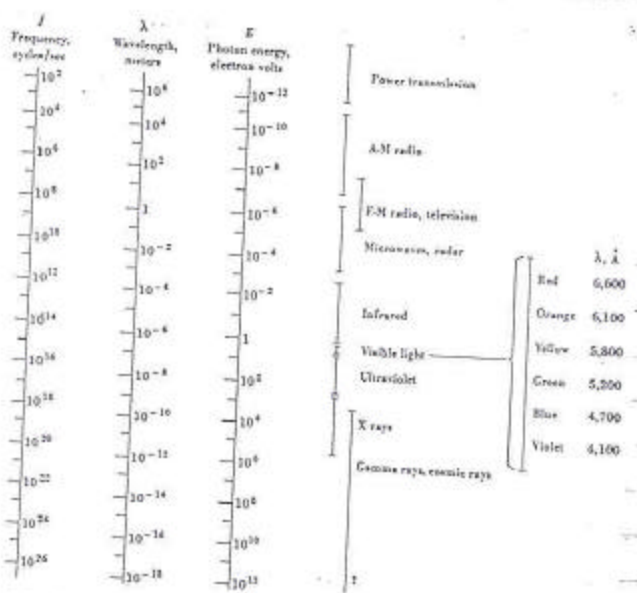 f
Frequency,
cycles/sec
10²
10⁴
10⁶
10⁸
10¹⁰
10¹²
10¹⁴
10¹⁶
10¹⁸
10²⁰
10²²
10²⁴
10²⁶
λ
Wavelength,
meters
10⁶
10⁴
10²
1
10⁻²
10⁻⁴
10⁻⁶
10⁻⁸
10⁻¹⁰
10⁻¹²
10⁻¹⁴
10⁻¹⁶
10⁻¹⁸
E
Photon energy,
electron volts
10⁻¹²
10⁻¹⁰
10⁻⁸
10⁻⁶
10⁻⁴
10⁻²
1
10²
10⁴
10⁶
10⁸
10¹⁰
10¹²
Power transmission
A-M radio
F-M radio, television
Microwaves, radar
Infrared
Visible light
Ultraviolet
X rays
Gamma rays, cosmic rays
?
λ, Å
Red 6,600
Orange 6,100
Yellow 5,800
Green 5,200
Blue 4,700
Violet 4,100